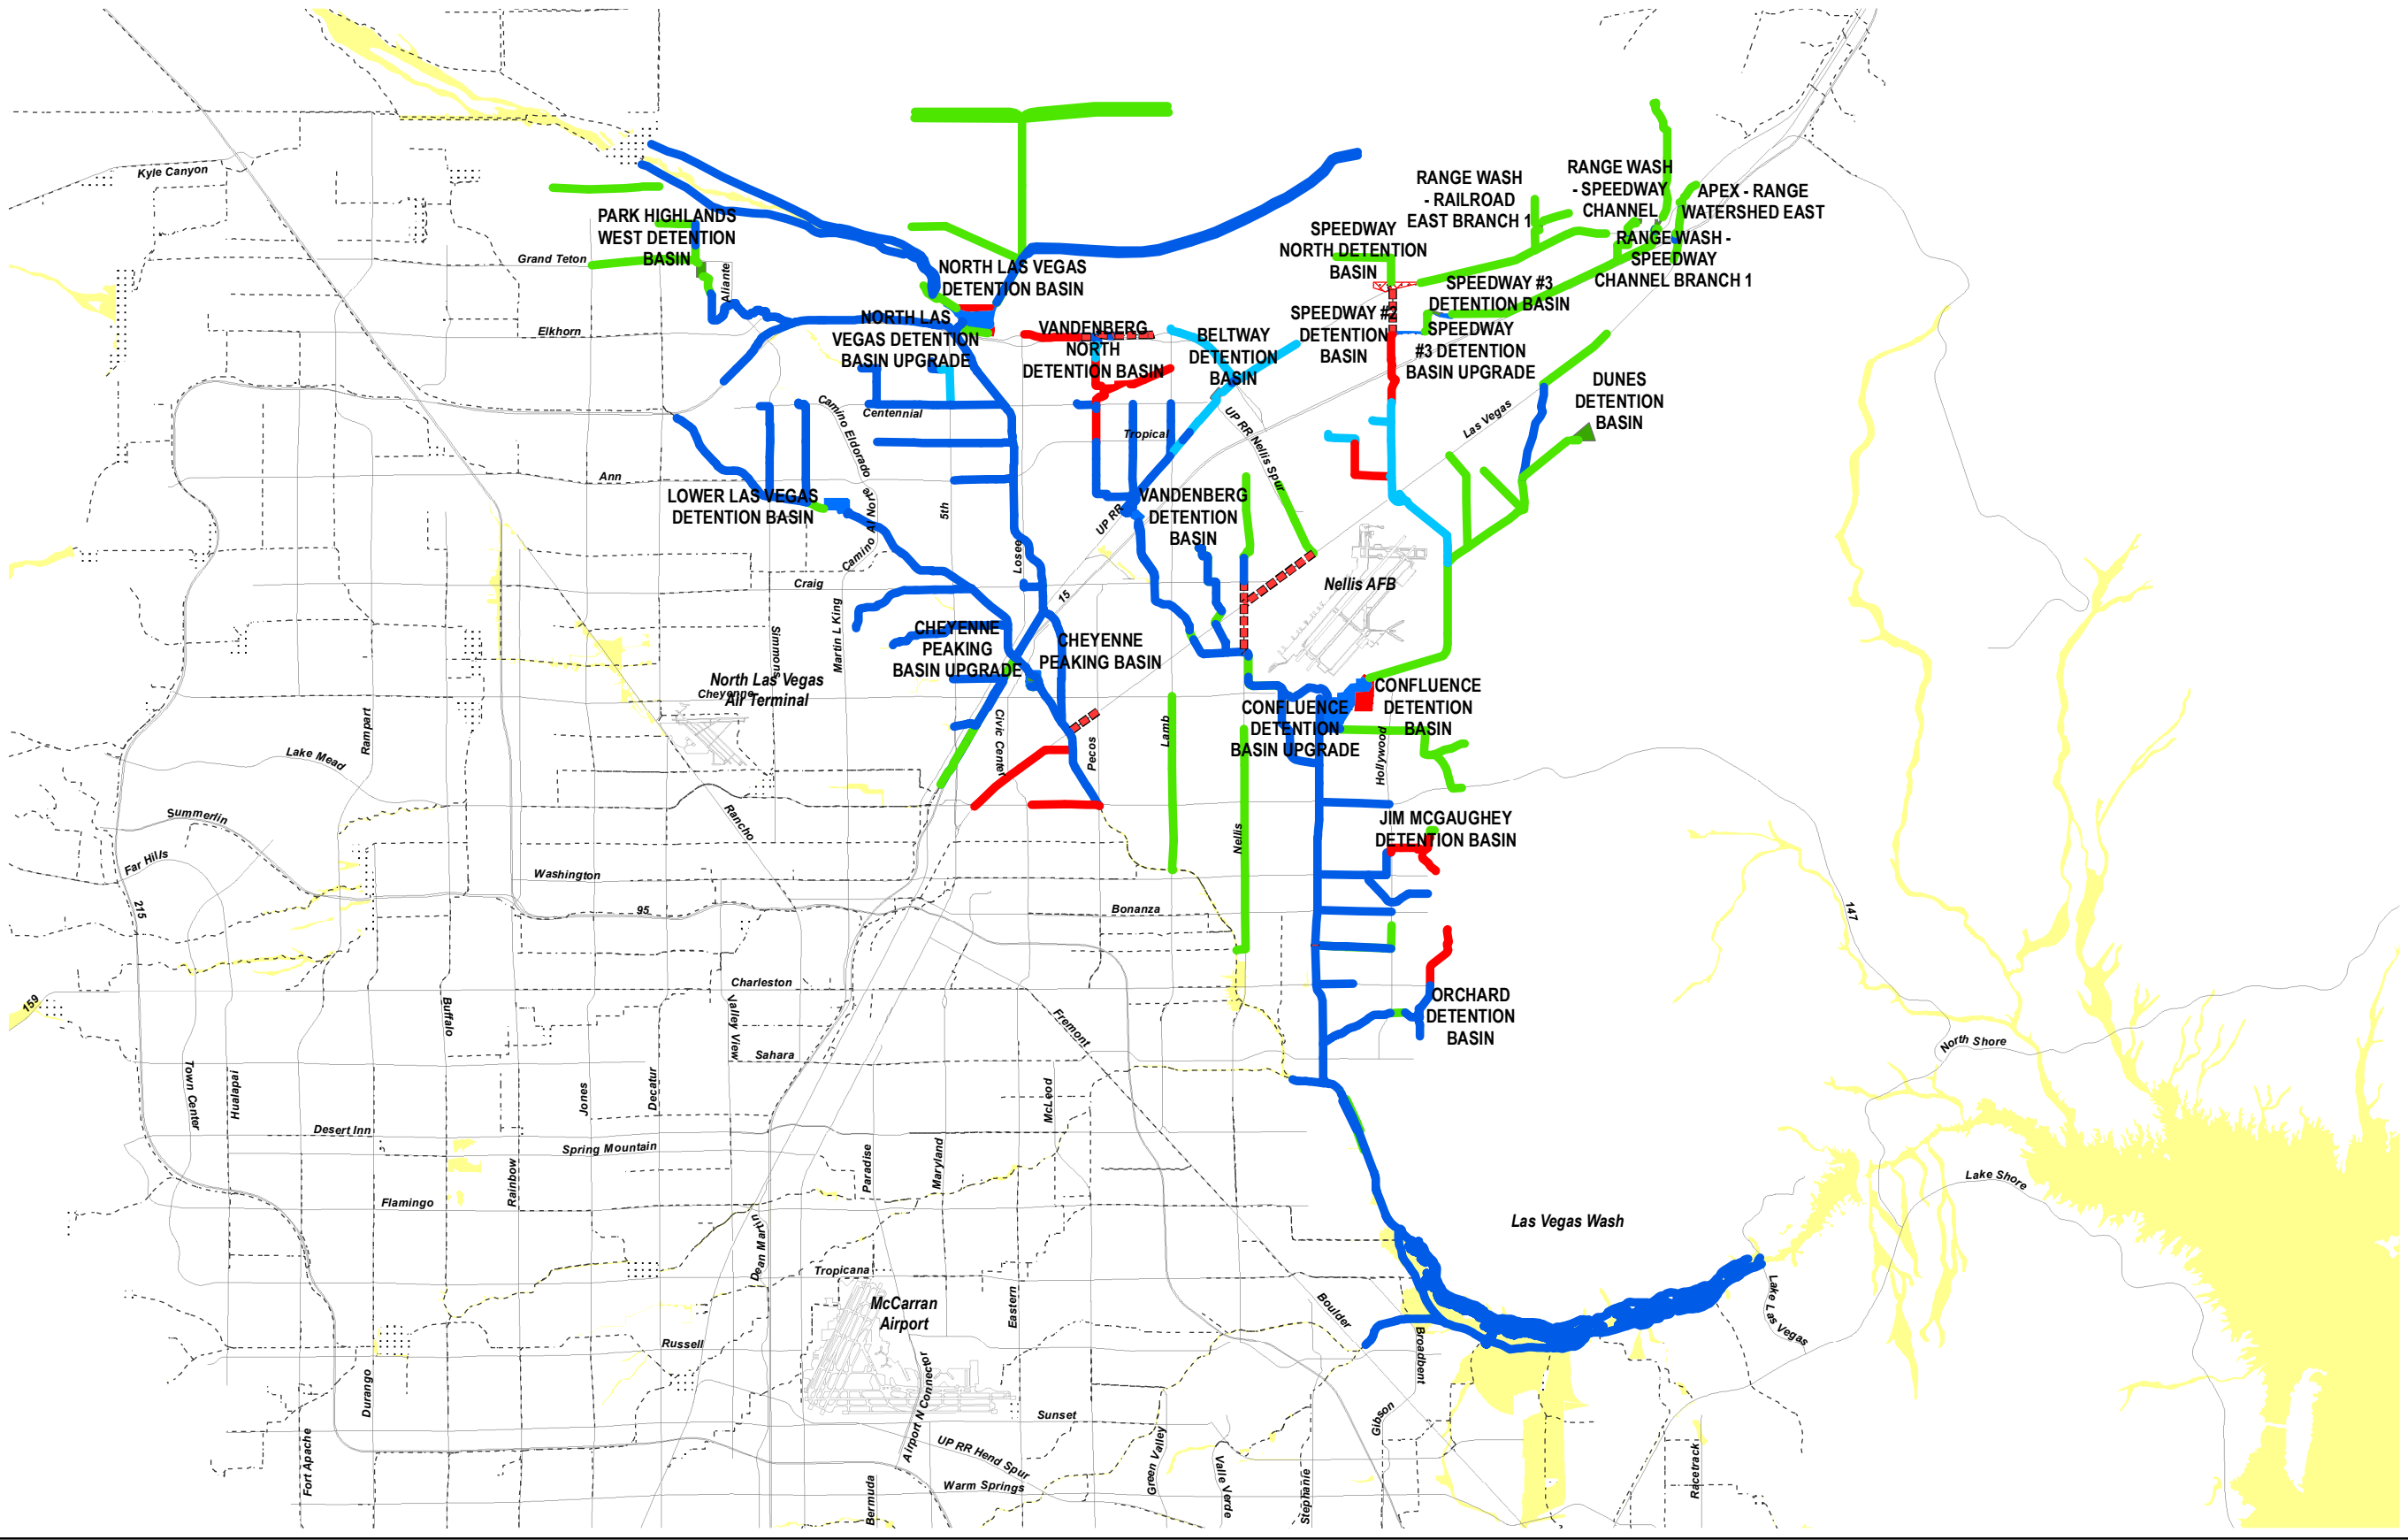 Kyle Canyon
RANGE WASH
- SPEEDWAY
CHANNEL
RANGE WASH
- RAILROAD
EAST BRANCH 1
APEX - RANGE
WATERSHED EAST
PARK HIGHLANDS
WEST DETENTION
BASIN
SPEEDWAY
NORTH DETENTION
BASIN
RANGE WASH -
SPEEDWAY
CHANNEL BRANCH 1
Grand Teton
Aliante
NORTH LAS VEGAS
DETENTION BASIN
SPEEDWAY #3
DETENTION BASIN
Elkhorn
NORTH LAS
VEGAS DETENTION
BASIN UPGRADE
VANDENBERG
NORTH
DETENTION BASIN
BELTWAY
DETENTION
BASIN
SPEEDWAY #2
DETENTION
BASIN
SPEEDWAY
#3 DETENTION
BASIN UPGRADE
DUNES
DETENTION
BASIN
Centennial
Camino Eldorado
Tropical
UP RR Nellis Spur
Las Vegas
Ann
LOWER LAS VEGAS
DETENTION BASIN
Camino Al Norte
5th
UP RR
VANDENBERG
DETENTION
BASIN
Losee
Craig
15
Nellis AFB
Simmons
Martin L King
CHEYENNE
PEAKING
BASIN UPGRADE
CHEYENNE
PEAKING BASIN
North Las Vegas
Air Terminal
Cheyenne
CONFLUENCE
DETENTION
BASIN
CONFLUENCE
DETENTION
BASIN UPGRADE
Rampart
Lake Mead
Civic Center
Pecos
Lamb
Hollywood
Summerlin
Rancho
Far Hills
Nellis
JIM MCGAUGHEY
DETENTION BASIN
Washington
215
95
Bonanza
147
159
Buffalo
Charleston
Valley View
Fremont
ORCHARD
DETENTION
BASIN
Sahara
North Shore
Town Center
Hualapai
Jones
Decatur
McLeod
Desert Inn
Spring Mountain
Rainbow
Paradise
Maryland
Flamingo
Lake Shore
Las Vegas Wash
Dean Martin
Tropicana
McCarran
Airport
Eastern
Boulder
Lake Las Vegas
Russell
Broadbent
Durango
Airport N Connector
Sunset
Gibson
Fort Apache
UP RR Hend Spur
Green Valley
Valle Verde
Stephanie
Racetrack
Warm Springs
Bermuda